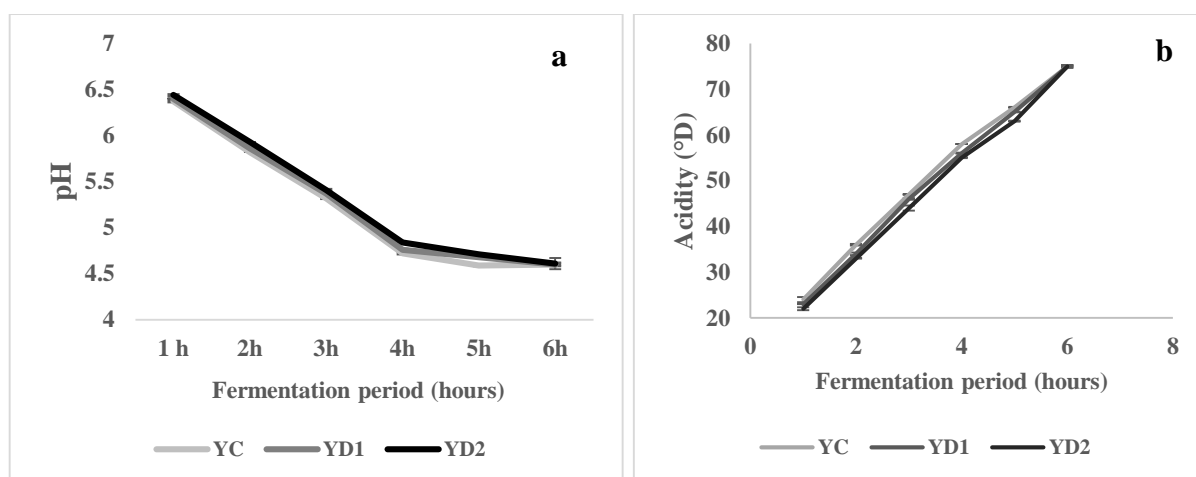 a
7
6.5
6
5.5
5
4.5
4
pH
1 h 2h 3h 4h 5h 6h
Fermentation period (hours)
YC YD1 YD2
b
80
70
60
50
40
30
20
Acidity (°D)
0 2 4 6 8
Fermentation period (hours)
YC YD1 YD2